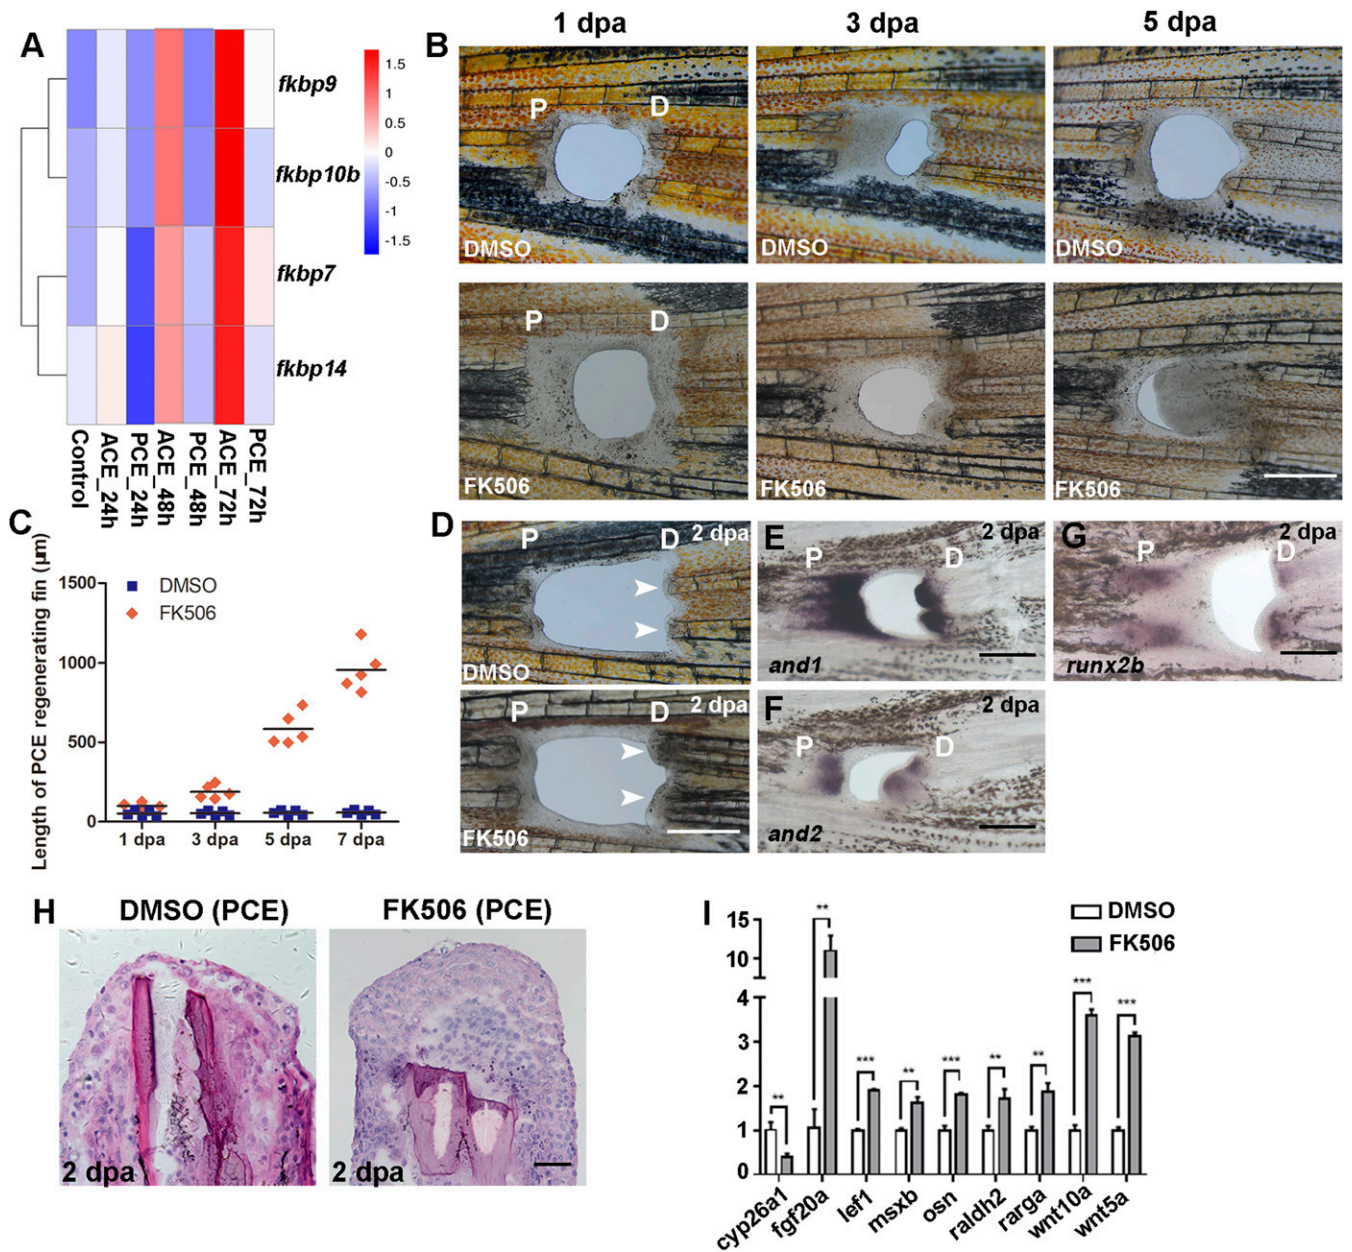 A
fkbp9
fkbp10b
fkbp7
fkbp14
1.5
1
0.5
0
-0.5
-1
-1.5
Control
ACE_24h
PCE_24h
ACE_48h
PCE_48h
ACE_72h
PCE_72h
B
1 dpa
3 dpa
5 dpa
P
D
DMSO
DMSO
DMSO
P
D
FK506
FK506
FK506
C
Length of PCE regenerating fin (µm)
1500
1000
500
0
DMSO
FK506
1 dpa
3 dpa
5 dpa
7 dpa
D
P
D
2 dpa
DMSO
P
D
2 dpa
FK506
E
P
D
2 dpa
and1
F
P
D
2 dpa
and2
G
P
D
2 dpa
runx2b
H
DMSO (PCE)
FK506 (PCE)
2 dpa
2 dpa
I
DMSO
FK506
15
10
5
4
2
1
0
**
**
***
**
***
**
**
***
***
cyp26a1
fgf20a
lef1
msxb
osn
raldh2
rarga
wnt10a
wnt5a